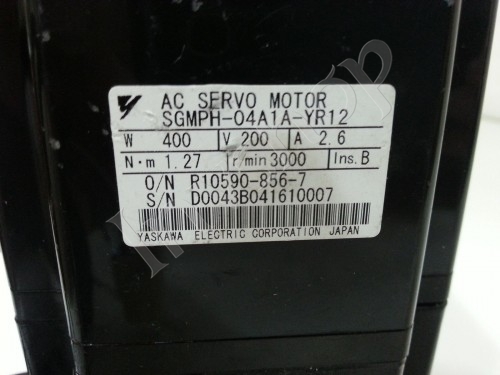 AC SERVO MOTOR
SGMPH-04A1A-YR12
W 400 V 200 A 2.6
N·m 1.27 r/min 3000 Ins. B
O/N R10590-856-7
S/N D0043B041610007
YASKAWA ELECTRIC CORPORATION JAPAN